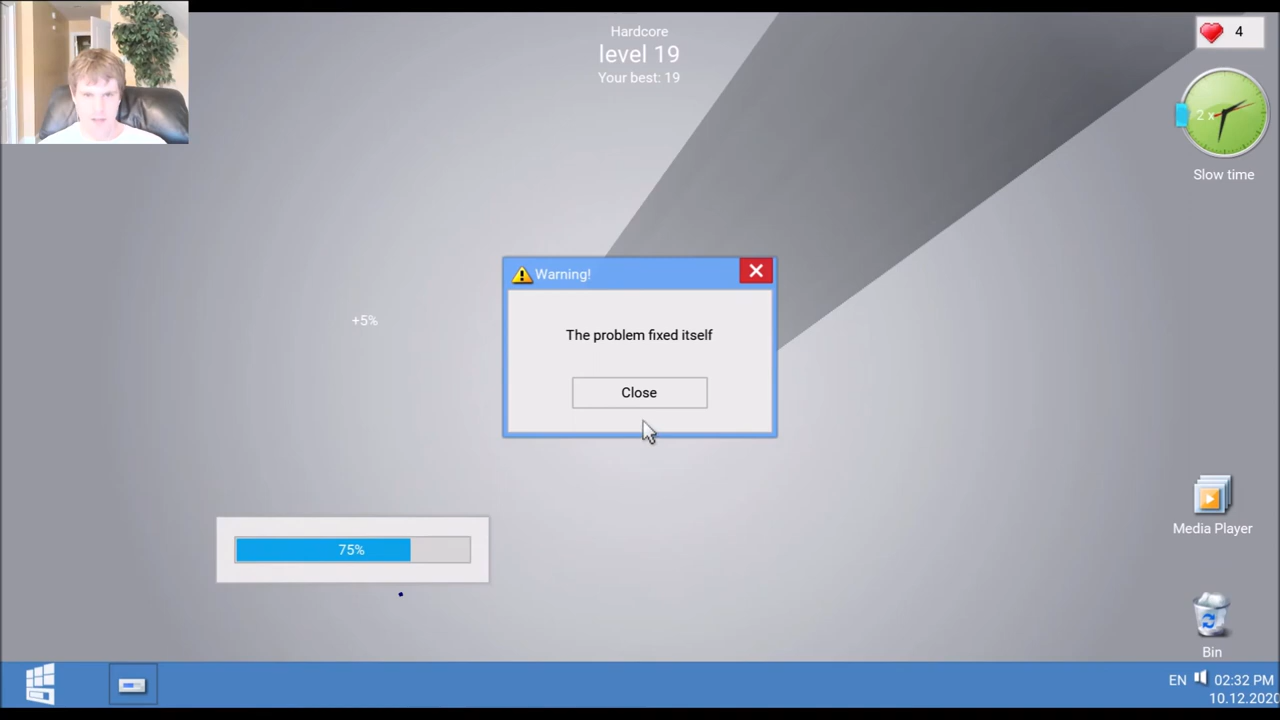 Hardcore
level 19
Your best: 19
4
2 x
Slow time
Warning!
The problem fixed itself
+5%
Close
Media Player
75%
Bin
EN 02:32 PM
10.12.2020